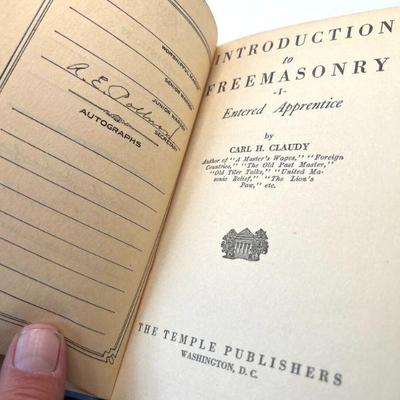 WORSHIPFUL MASTER
SENIOR WARDEN
JUNIOR WARDEN
SECRETARY
AUTOGRAPHS
INTRODUCTION
to
FREEMASONRY
-I-
Entered Apprentice
by
CARL H. CLAUDY
Author of "A Master's Wages," "Foreign
Countries," "The Old Past Master,"
"Old Tiler Talks," "United Ma-
sonic Relief," "The Lion's
Paw," etc.
THE TEMPLE PUBLISHERS
WASHINGTON, D. C.